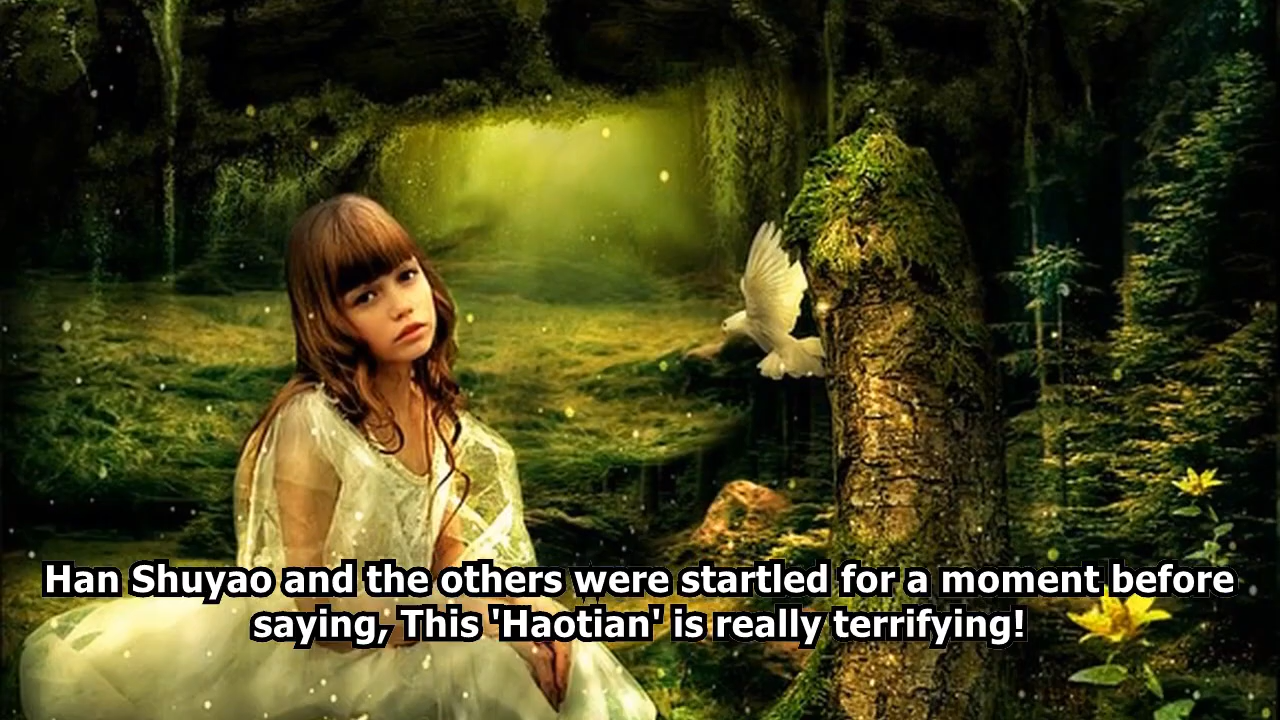 Han Shuyao and the others were startled for a moment before
saying, This 'Haotian' is really terrifying!